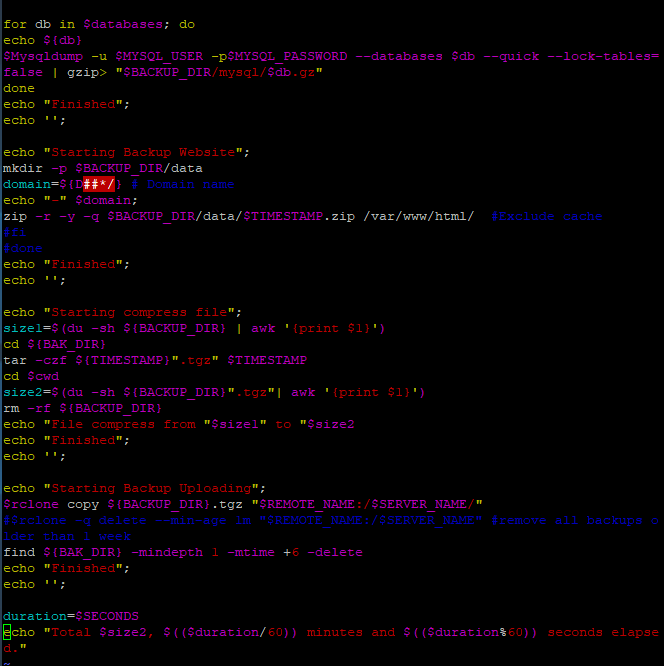 for db in $databases; do
echo ${db}
$Mysqldump -u $MYSQL_USER -p$MYSQL_PASSWORD --databases $db --quick --lock-tables=
false | gzip> "$BACKUP_DIR/mysql/$db.gz"
done
echo "Finished";
echo '';
echo "Starting Backup Website";
mkdir -p $BACKUP_DIR/data
domain=${D##*/} # Domain name
echo "-" $domain;
zip -r -y -q $BACKUP_DIR/data/$TIMESTAMP.zip /var/www/html/  #Exclude cache
#fi
#done
echo "Finished";
echo '';
echo "Starting compress file";
size1=$(du -sh ${BACKUP_DIR} | awk '{print $1}')
cd ${BAK_DIR}
tar -czf ${TIMESTAMP}".tgz" $TIMESTAMP
cd $cwd
size2=$(du -sh ${BACKUP_DIR}".tgz"| awk '{print $1}')
rm -rf ${BACKUP_DIR}
echo "File compress from "$size1" to "$size2
echo "Finished";
echo '';
echo "Starting Backup Uploading";
$rclone copy ${BACKUP_DIR}.tgz "$REMOTE_NAME:/$SERVER_NAME/"
#$rclone -q delete --min-age 1m "$REMOTE_NAME:/$SERVER_NAME" #remove all backups o
lder than 1 week
find ${BAK_DIR} -mindepth 1 -mtime +6 -delete
echo "Finished";
echo '';
duration=$SECONDS
echo "Total $size2, $(($duration/60)) minutes and $(($duration%60)) seconds elapse
d."
~